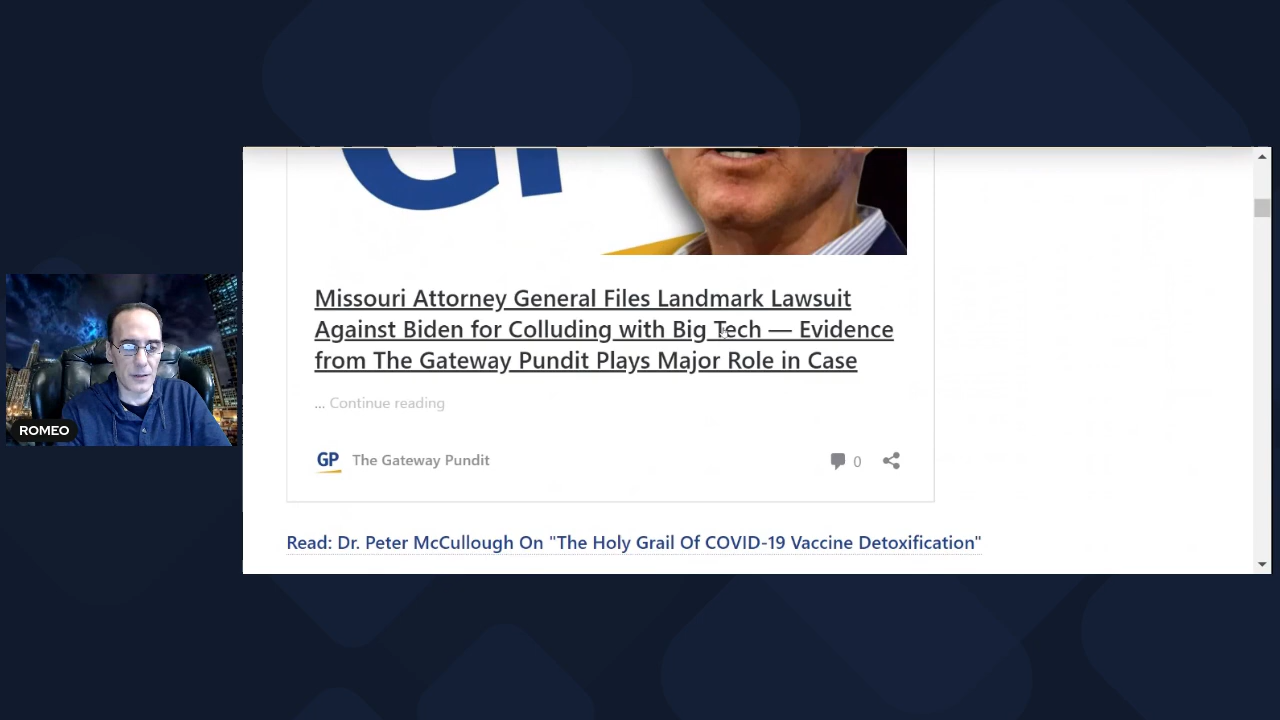 GP
Missouri Attorney General Files Landmark Lawsuit
Against Biden for Colluding with Big Tech — Evidence
from The Gateway Pundit Plays Major Role in Case
... Continue reading
ROMEO
GP The Gateway Pundit 0
Read: Dr. Peter McCullough On "The Holy Grail Of COVID-19 Vaccine Detoxification"